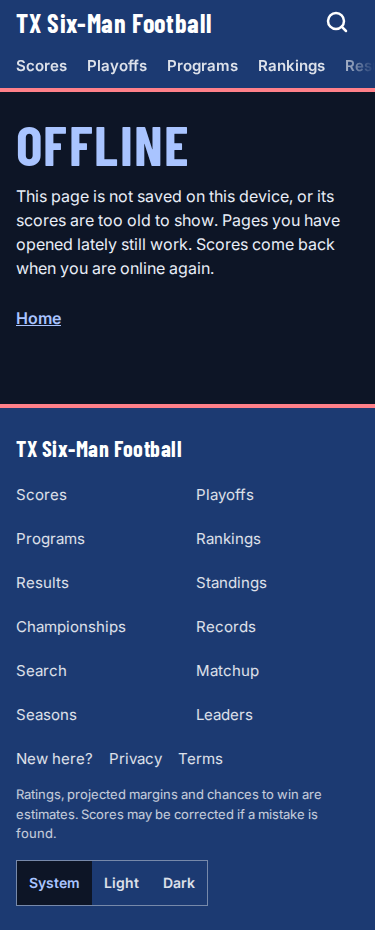 TX Six-Man Football
Scores Playoffs Programs Rankings Res
OFFLINE
This page is not saved on this device, or its
scores are too old to show. Pages you have
opened lately still work. Scores come back
when you are online again.
Home
TX Six-Man Football
Scores Playoffs
Programs Rankings
Results Standings
Championships Records
Search Matchup
Seasons Leaders
New here? Privacy Terms
Ratings, projected margins and chances to win are
estimates. Scores may be corrected if a mistake is
found.
System Light Dark